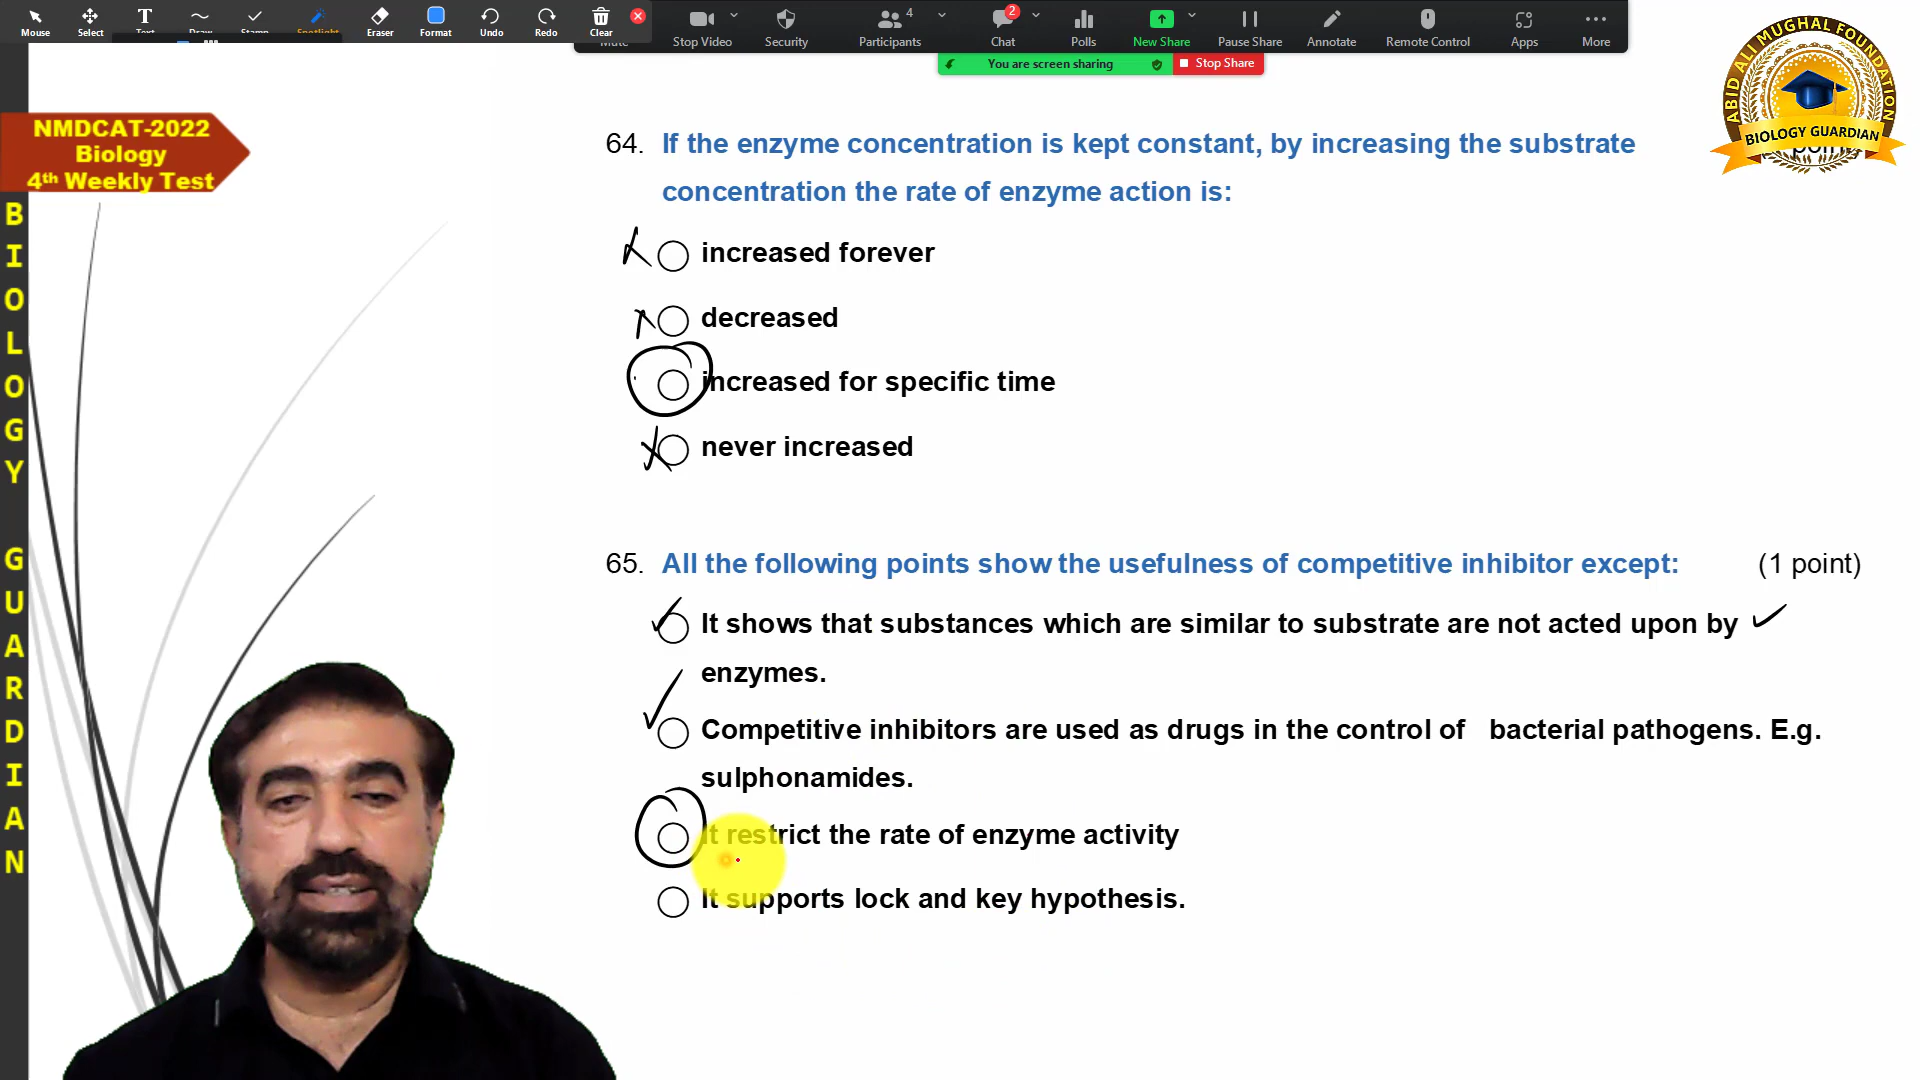 Mouse
Select
Text
Draw
Stamp
Spotlight
Eraser
Format
Undo
Redo
Clear
Mute
Stop Video
Security
4
Participants
2
Chat
Polls
New Share
Pause Share
Annotate
Remote Control
Apps
More
You are screen sharing
Stop Share
ABID ALI MUGHAL FOUNDATION
BIOLOGY GUARDIAN
NMDCAT-2022
Biology
4th Weekly Test
BIOLOGY GUARDIAN
64. If the enzyme concentration is kept constant, by increasing the substrate
concentration the rate of enzyme action is:
increased forever
decreased
increased for specific time
never increased
65. All the following points show the usefulness of competitive inhibitor except: (1 point)
It shows that substances which are similar to substrate are not acted upon by
enzymes.
Competitive inhibitors are used as drugs in the control of bacterial pathogens. E.g.
sulphonamides.
It restrict the rate of enzyme activity
It supports lock and key hypothesis.